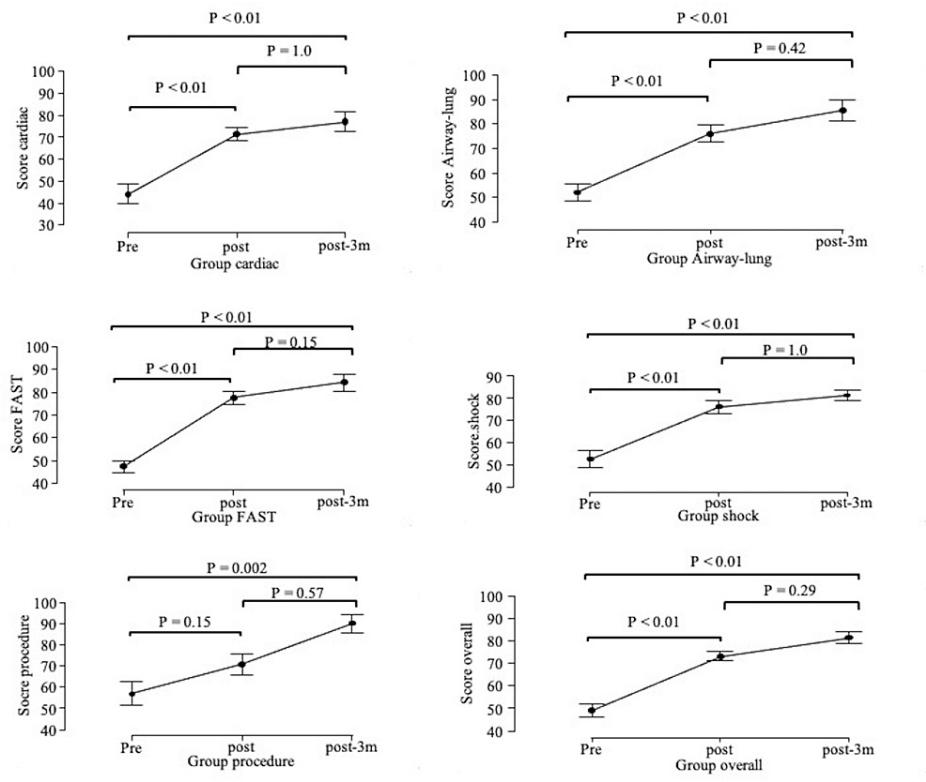 P < 0.01
P = 1.0
P < 0.01
Score cardiac
100
90
80
70
60
50
40
30
Pre
post
post-3m
Group cardiac
P < 0.01
P = 0.42
P < 0.01
Score Airway-lung
100
90
80
70
60
50
40
Pre
post
post-3m
Group Airway-lung
P < 0.01
P = 0.15
P < 0.01
Score FAST
100
90
80
70
60
50
40
Pre
post
post-3m
Group FAST
P < 0.01
P = 1.0
P < 0.01
Score.shock
90
80
70
60
50
40
Pre
post
post-3m
Group shock
P = 0.002
P = 0.57
P = 0.15
Socre procedure
100
90
80
70
60
50
40
Pre
post
post-3m
Group procedure
P < 0.01
P = 0.29
P < 0.01
Score overall
100
90
80
70
60
50
40
Pre
post
post-3m
Group overall